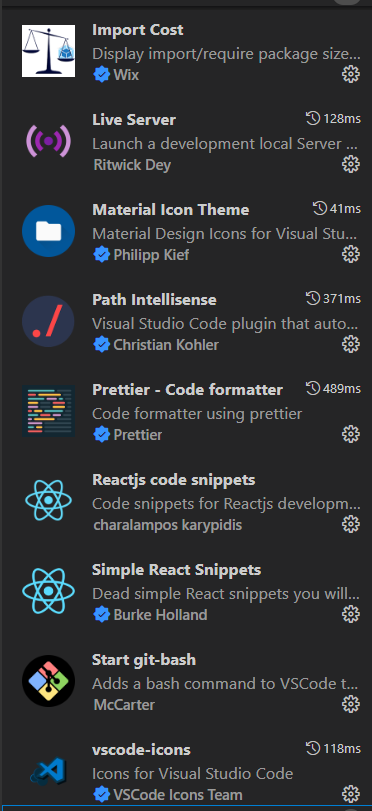 Import Cost
Display import/require package size...
Wix
Live Server 128ms
Launch a development local Server ...
Ritwick Dey
Material Icon Theme 41ms
Material Design Icons for Visual Stu...
Philipp Kief
Path Intellisense 371ms
Visual Studio Code plugin that auto...
Christian Kohler
Prettier - Code formatter 489ms
Code formatter using prettier
Prettier
Reactjs code snippets
Code snippets for Reactjs developm...
charalampos karypidis
Simple React Snippets
Dead simple React snippets you will...
Burke Holland
Start git-bash
Adds a bash command to VSCode t...
McCarter
vscode-icons 118ms
Icons for Visual Studio Code
VSCode Icons Team